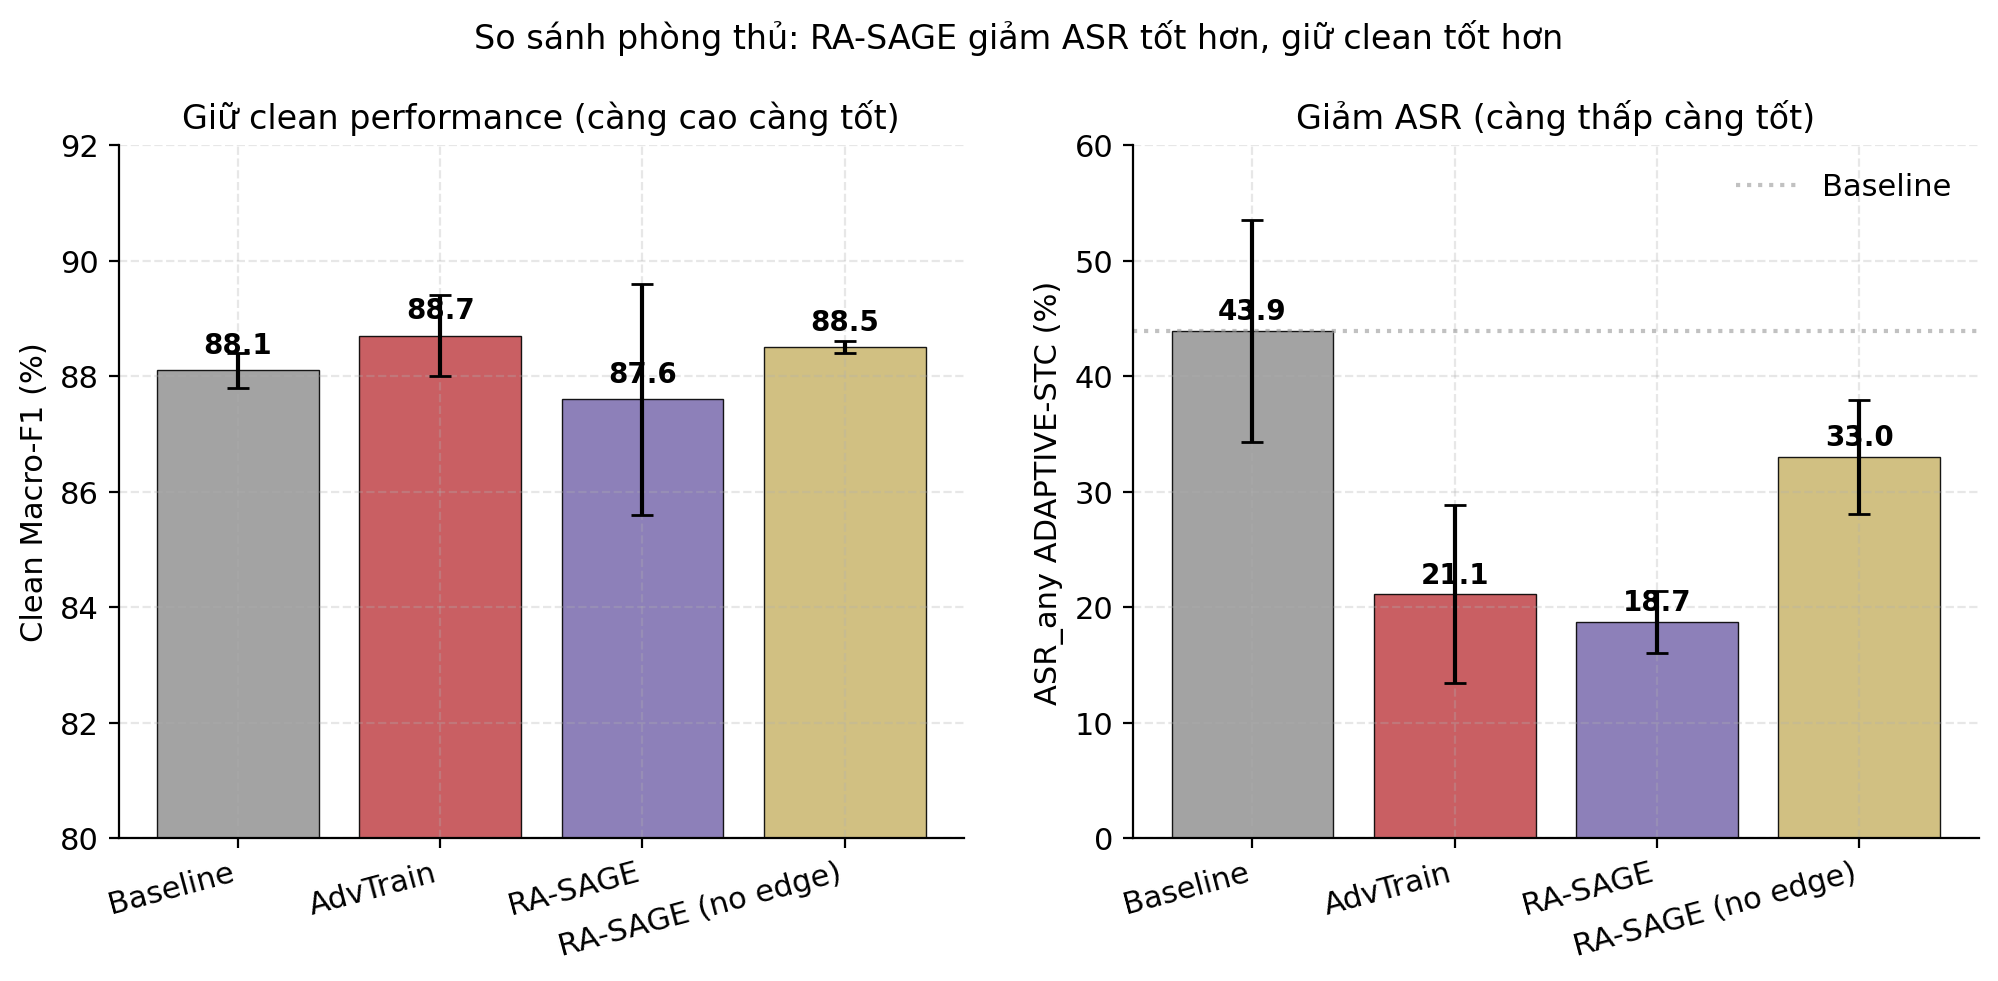 So sánh phòng thủ: RA-SAGE giảm ASR tốt hơn, giữ clean tốt hơn
Giữ clean performance (càng cao càng tốt)
Clean Macro-F1 (%)
92
90
88
86
84
82
80
88.1
88.7
87.6
88.5
Baseline
AdvTrain
RA-SAGE
RA-SAGE (no edge)
Giảm ASR (càng thấp càng tốt)
ASR_any ADAPTIVE-STC (%)
60
50
40
30
20
10
0
Baseline
43.9
21.1
18.7
33.0
Baseline
AdvTrain
RA-SAGE
RA-SAGE (no edge)